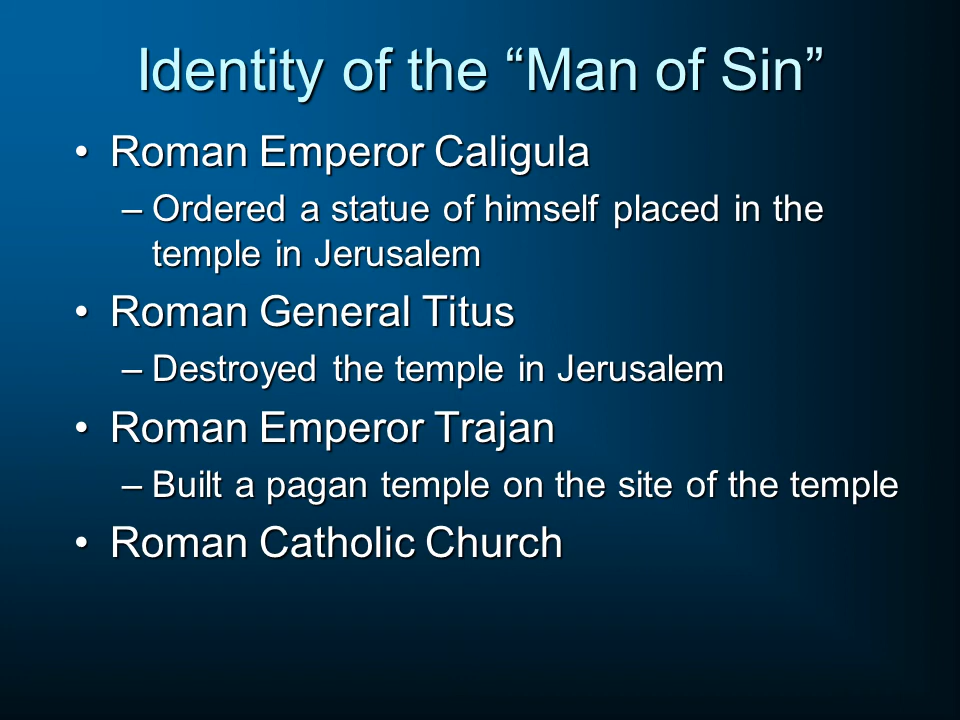 Identity of the “Man of Sin”
• Roman Emperor Caligula
– Ordered a statue of himself placed in the
temple in Jerusalem
• Roman General Titus
– Destroyed the temple in Jerusalem
• Roman Emperor Trajan
– Built a pagan temple on the site of the temple
• Roman Catholic Church